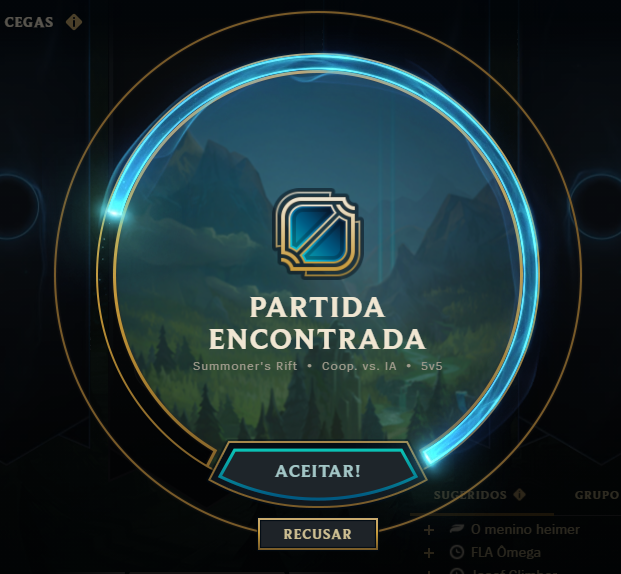 CEGAS
PARTIDA
ENCONTRADA
Summoner's Rift • Coop. vs. IA • 5v5
ACEITAR!
RECUSAR
SUGERIDOS
GRUPO
+ O menino heimer
+ FLA Ômega